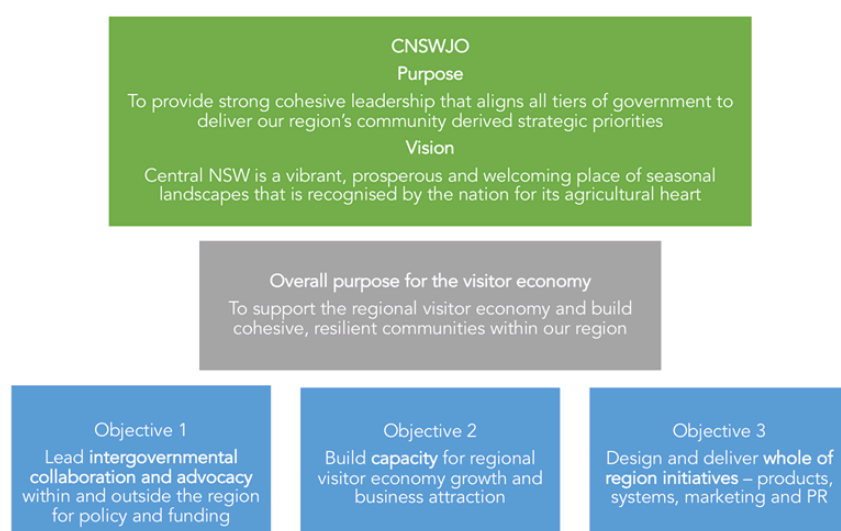 CNSWJO
Purpose
To provide strong cohesive leadership that aligns all tiers of government to
deliver our region's community derived strategic priorities
Vision
Central NSW is a vibrant, prosperous and welcoming place of seasonal
landscapes that is recognised by the nation for its agricultural heart
Overall purpose for the visitor economy
To support the regional visitor economy and build
cohesive, resilient communities within our region
Objective 1
Lead intergovernmental
collaboration and advocacy
within and outside the region
for policy and funding
Objective 2
Build capacity for regional
visitor economy growth and
business attraction
Objective 3
Design and deliver whole of
region initiatives – products,
systems, marketing and PR